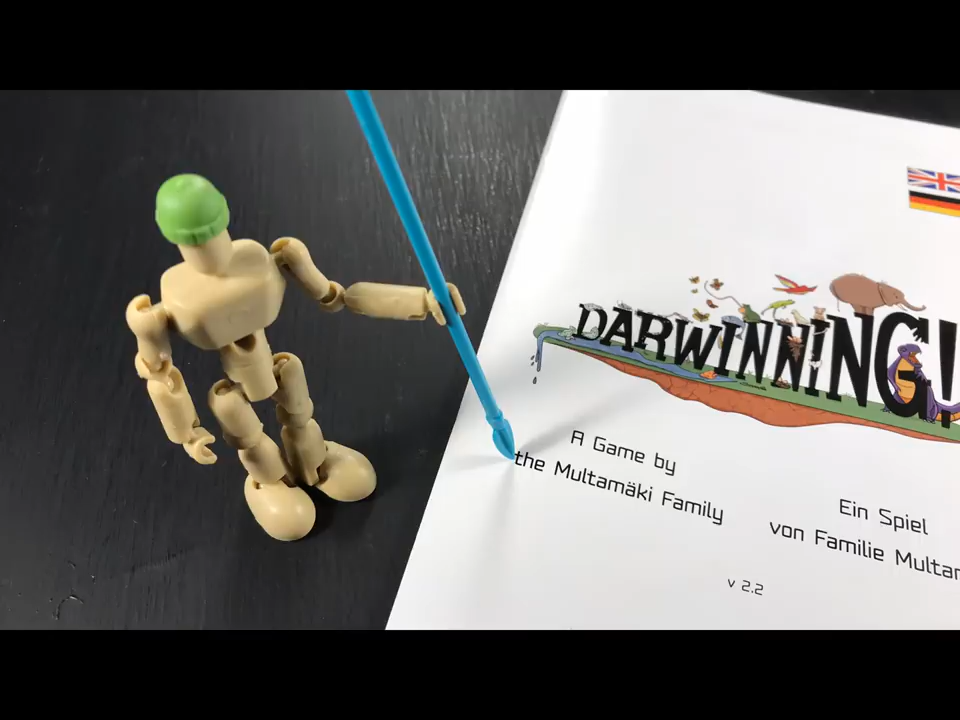 DARWINNING!
A Game by
the Multamäki Family
Ein Spiel
von Familie
v 2.2